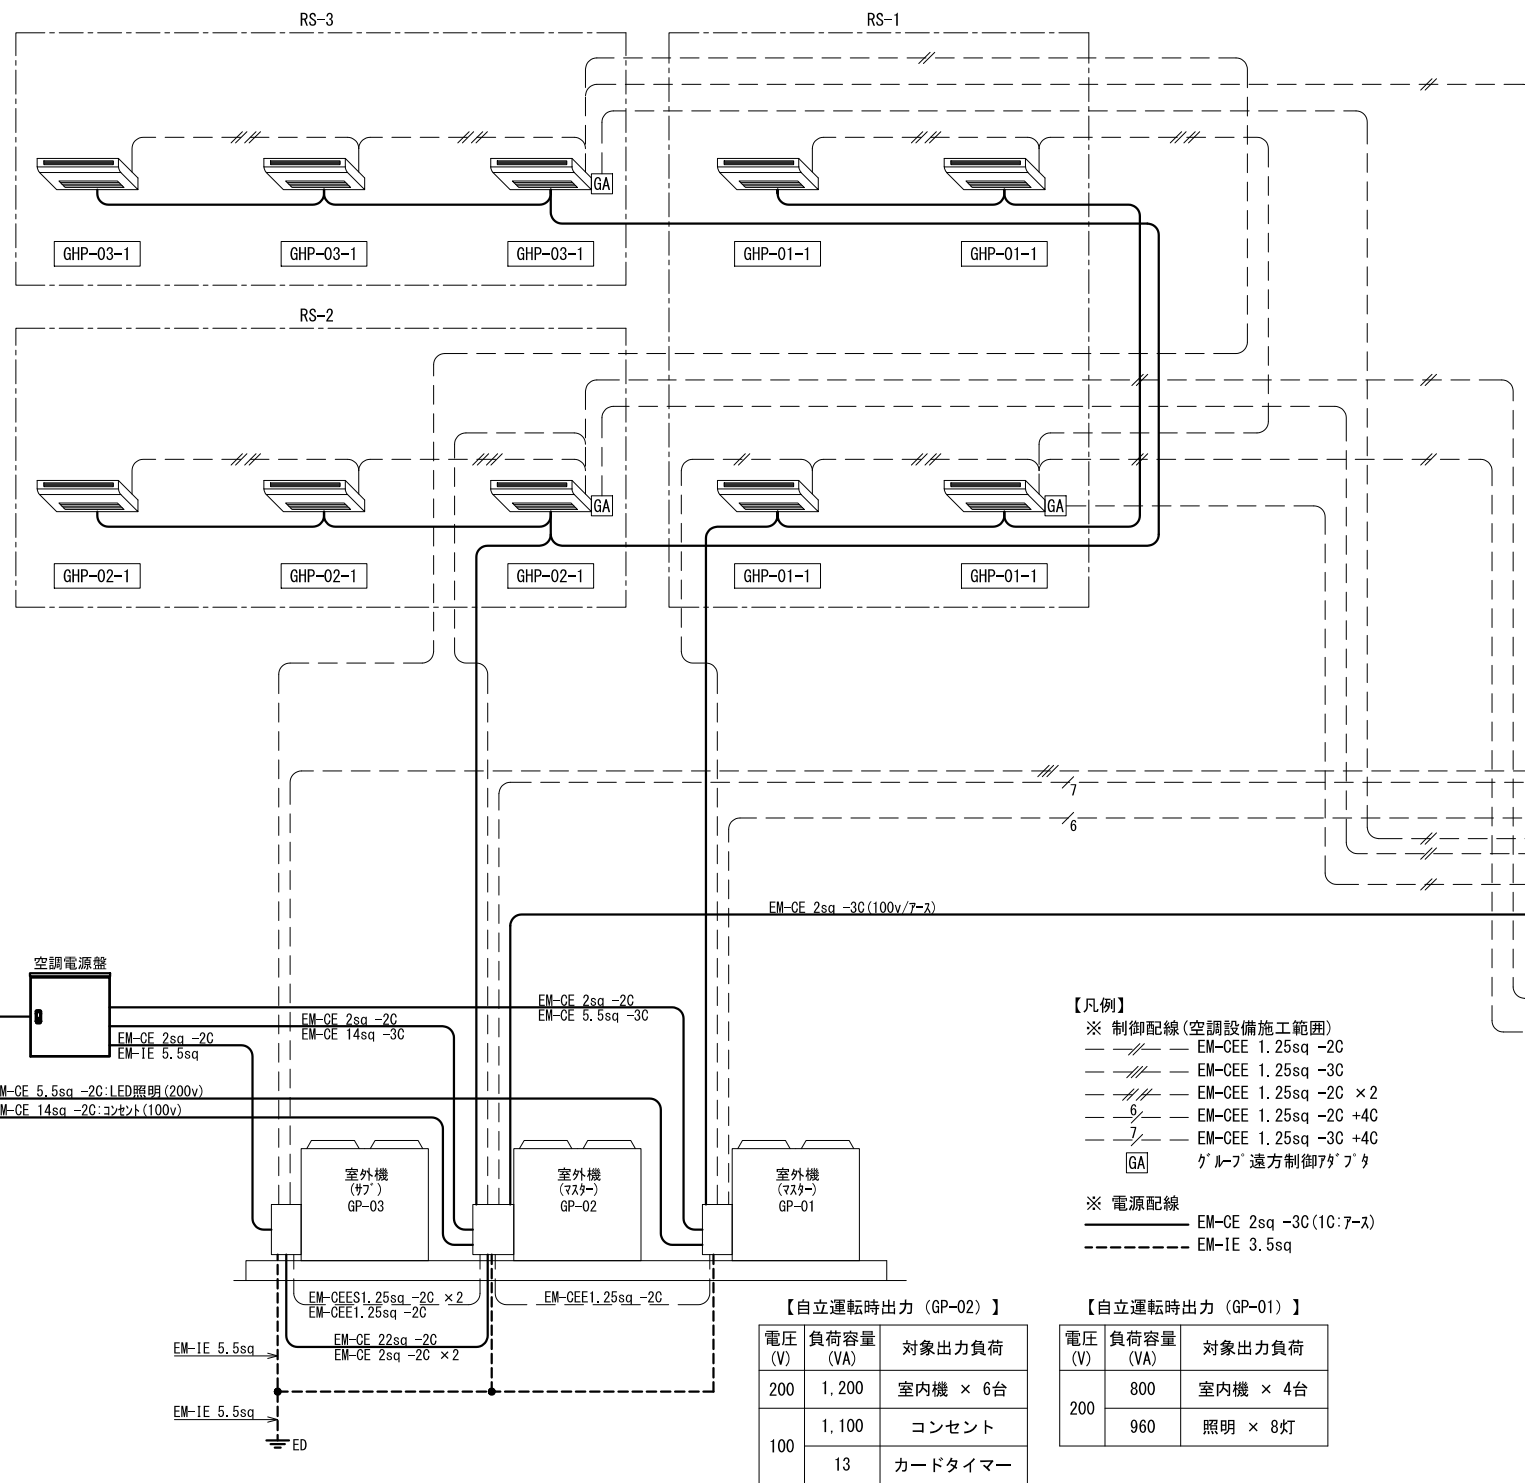 RS-3
RS-1
GA
GHP-03-1
GHP-03-1
GHP-03-1
GHP-01-1
GHP-01-1
RS-2
GA
GA
GHP-02-1
GHP-02-1
GHP-02-1
GHP-01-1
GHP-01-1
7
6
EM-CE 2sq -3C(100v/アース)
空調電源盤
EM-CE 2sq -2C
EM-IE 5.5sq
EM-CE 2sq -2C
EM-CE 14sq -3C
EM-CE 2sq -2C
EM-CE 5.5sq -3C
M-CE 5.5sq -2C:LED照明(200v)
M-CE 14sq -2C:コンセント(100v)
室外機
(サブ)
GP-03
室外機
(マスター)
GP-02
室外機
(マスター)
GP-01
EM-CEES1.25sq -2C ×2
EM-CEE1.25sq -2C
EM-CEE1.25sq -2C
EM-CE 22sq -2C
EM-CE 2sq -2C ×2
EM-IE 5.5sq
EM-IE 5.5sq
ED
【凡例】
※ 制御配線(空調設備施工範囲)
EM-CEE 1.25sq -2C
EM-CEE 1.25sq -3C
EM-CEE 1.25sq -2C ×2
6 EM-CEE 1.25sq -2C +4C
7 EM-CEE 1.25sq -3C +4C
GA グループ遠方制御アダプタ
※ 電源配線
EM-CE 2sq -3C(1C:アース)
EM-IE 3.5sq
【自立運転時出力 (GP-02) 】
電圧(V) 負荷容量(VA) 対象出力負荷
200 1,200 室内機 × 6台
100 1,100 コンセント
13 カードタイマー
【自立運転時出力 (GP-01) 】
電圧(V) 負荷容量(VA) 対象出力負荷
200 800 室内機 × 4台
960 照明 × 8灯